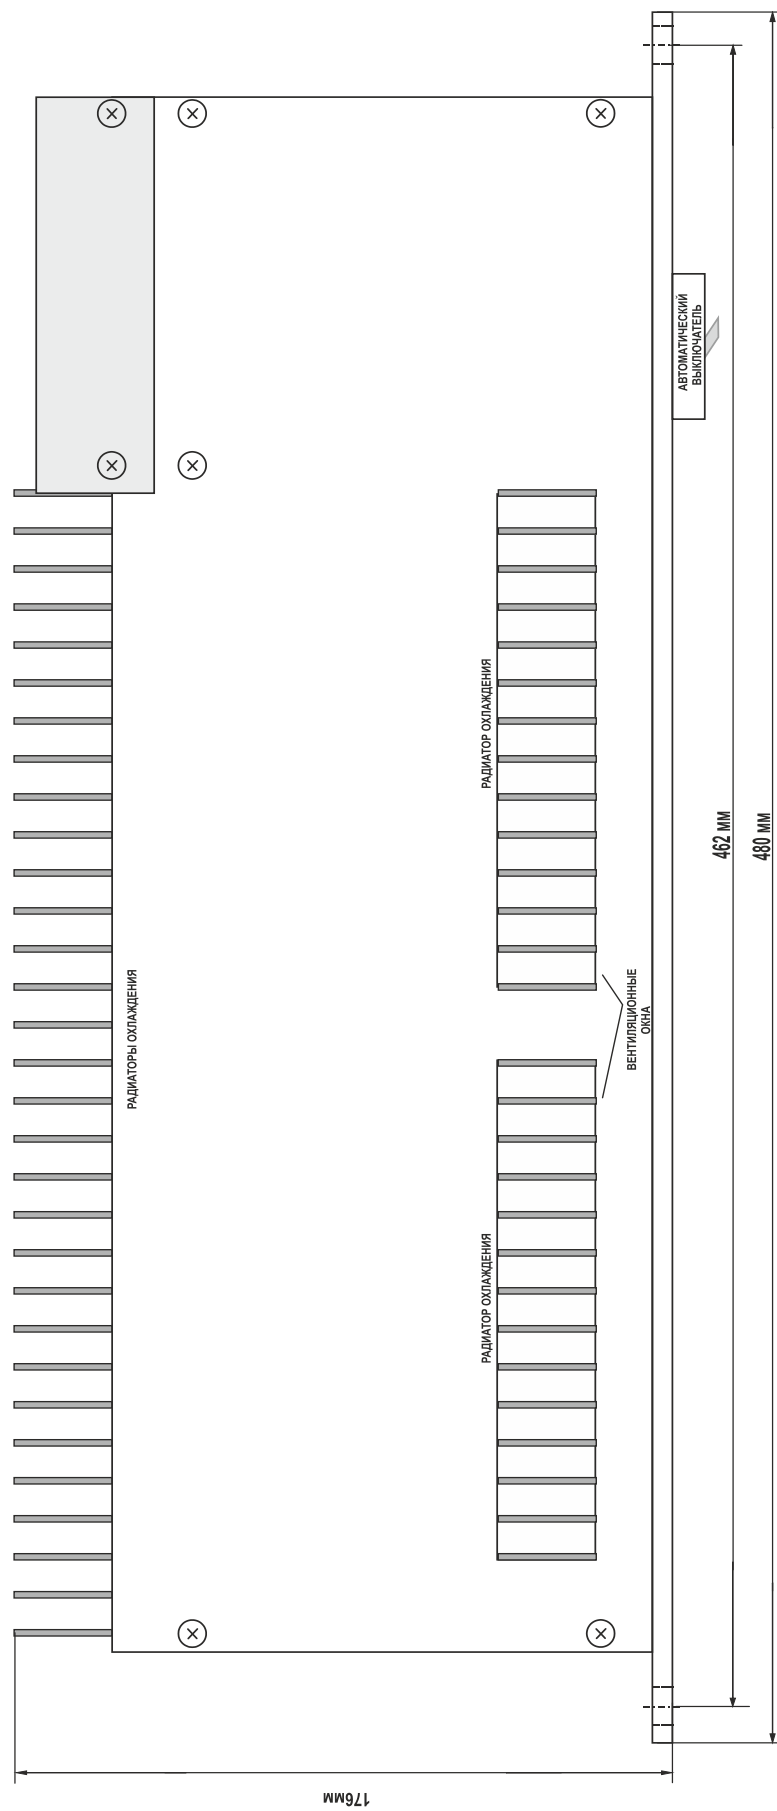 АВТОМАТИЧЕСКИЙ
ВЫКЛЮЧАТЕЛЬ
РАДИАТОР ОХЛАЖДЕНИЯ
462 мм
480 мм
РАДИАТОРЫ ОХЛАЖДЕНИЯ
ВЕНТИЛЯЦИОННЫЕ
ОКНА
РАДИАТОР ОХЛАЖДЕНИЯ
176мм